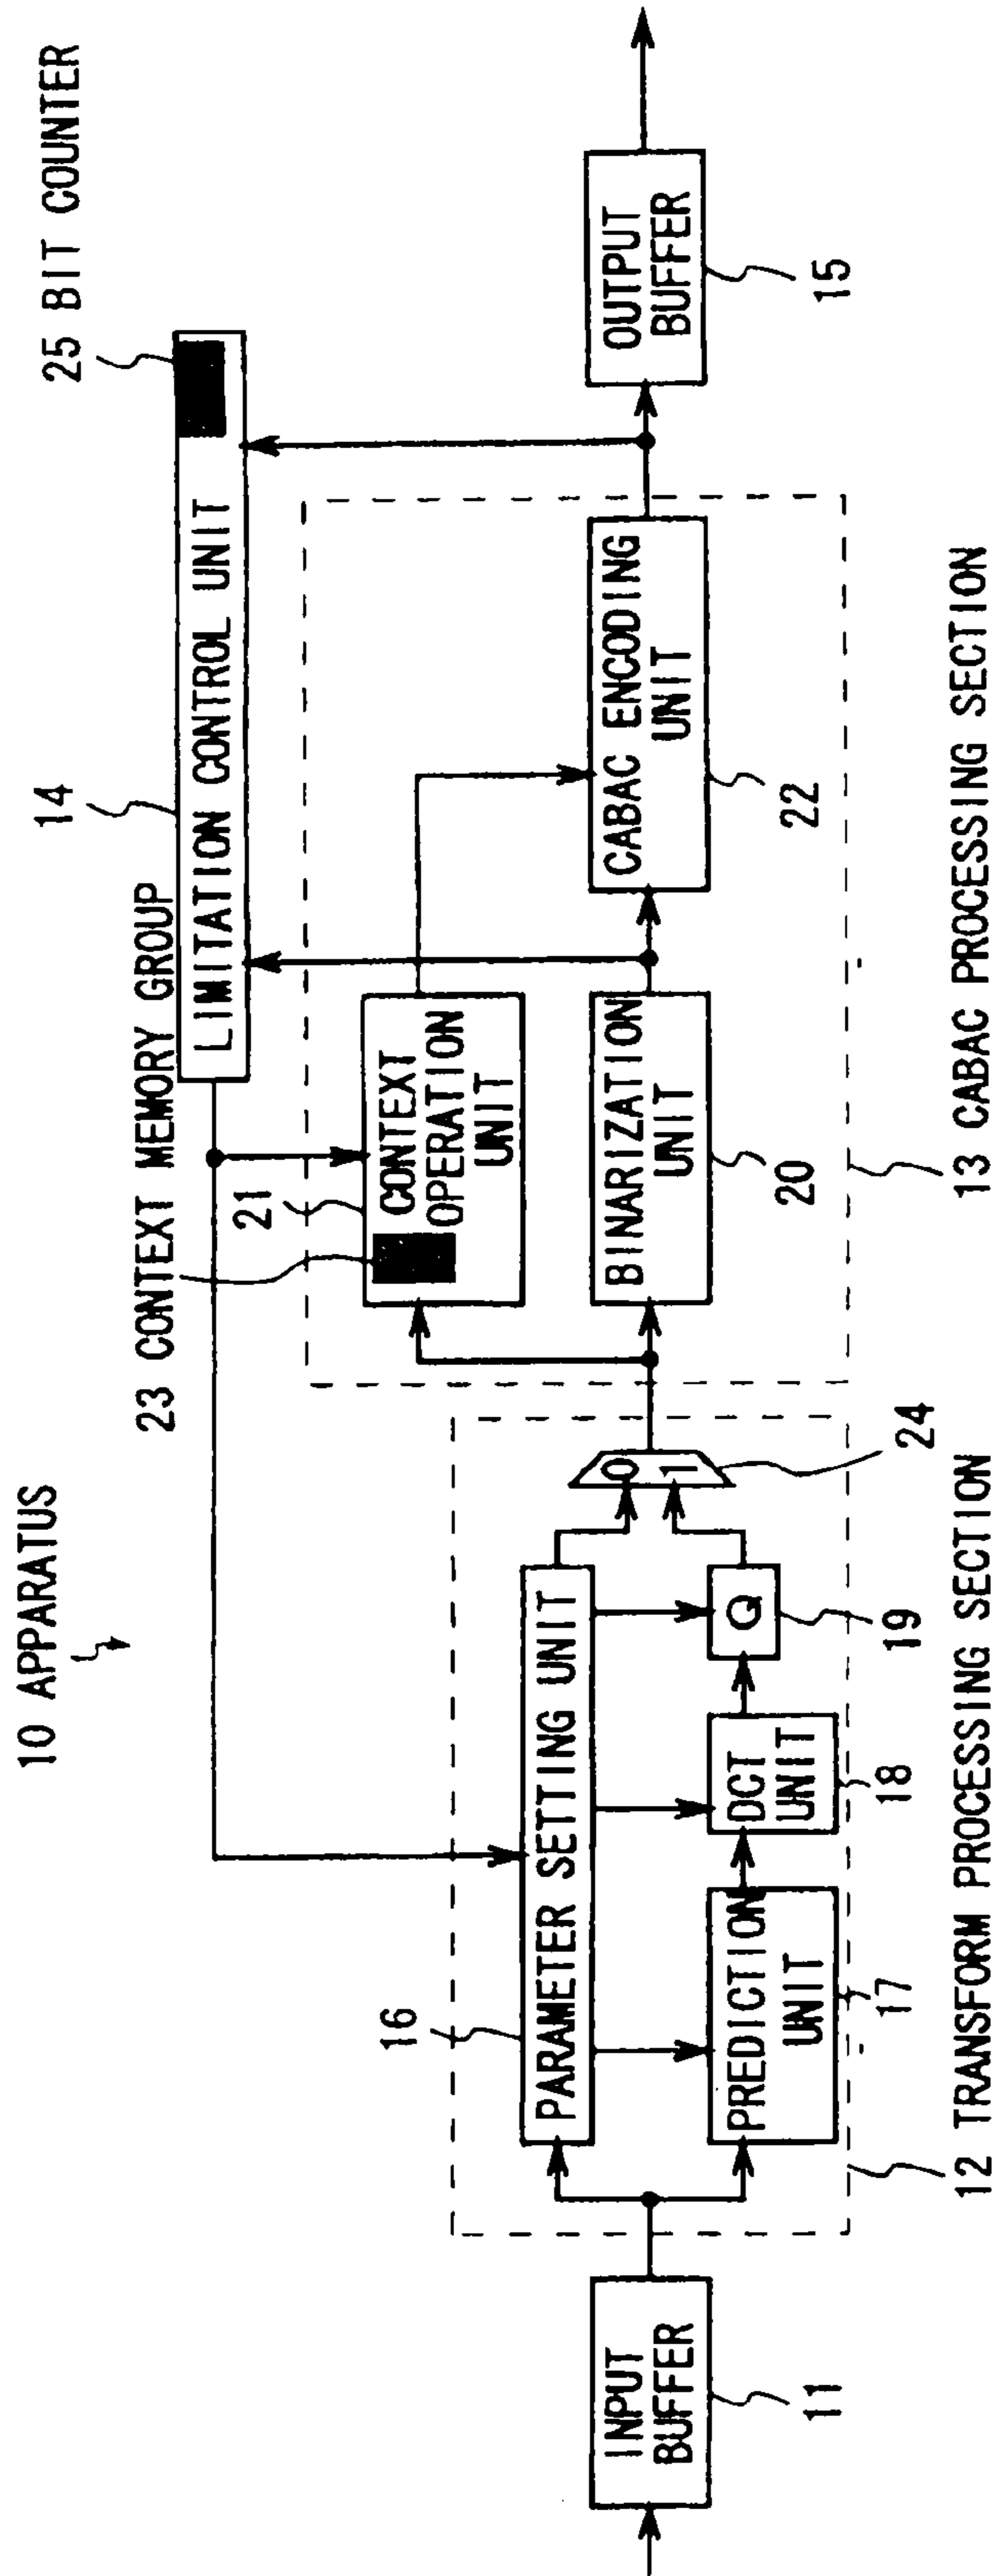 10 APPARATUS
25 BIT COUNTER
14
LIMITATION CONTROL UNIT
23 CONTEXT MEMORY GROUP
21
CONTEXT
OPERATION
UNIT
16
PARAMETER SETTING UNIT
0
1
24
INPUT
BUFFER
11
PREDICTION
UNIT
17
DCT
UNIT
18
Q
19
BINARIZATION
UNIT
20
CABAC ENCODING
UNIT
22
OUTPUT
BUFFER
15
12 TRANSFORM PROCESSING SECTION
13 CABAC PROCESSING SECTION